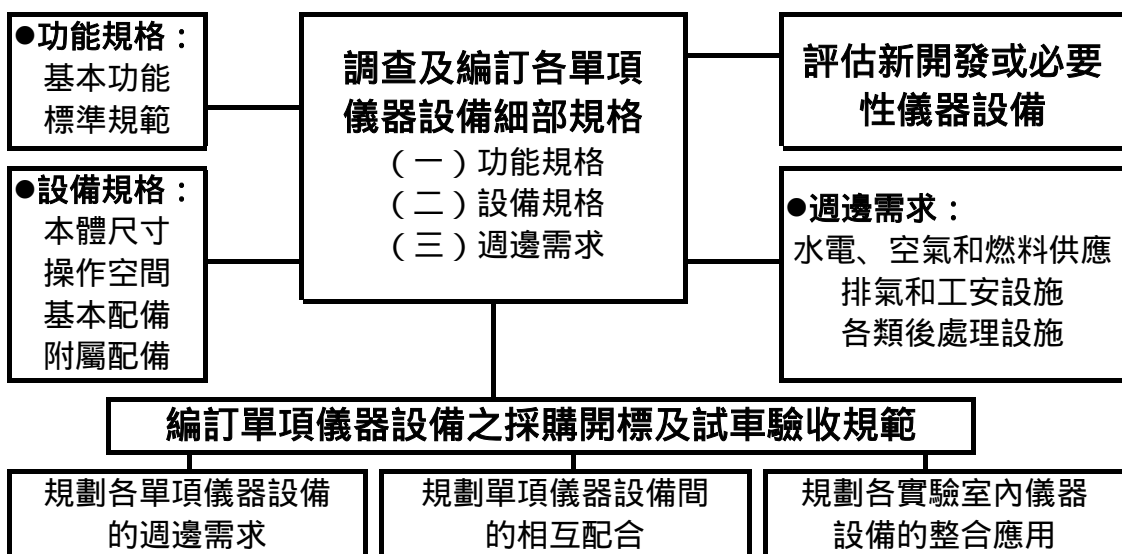 ●功能規格：
基本功能
標準規範
調查及編訂各單項
儀器設備細部規格
（一）功能規格
（二）設備規格
（三）週邊需求
評估新開發或必要
性儀器設備
●設備規格：
本體尺寸
操作空間
基本配備
附屬配備
●週邊需求：
水電、空氣和燃料供應
排氣和工安設施
各類後處理設施
編訂單項儀器設備之採購開標及試車驗收規範
規劃各單項儀器設備
的週邊需求
規劃單項儀器設備間
的相互配合
規劃各實驗室內儀器
設備的整合應用